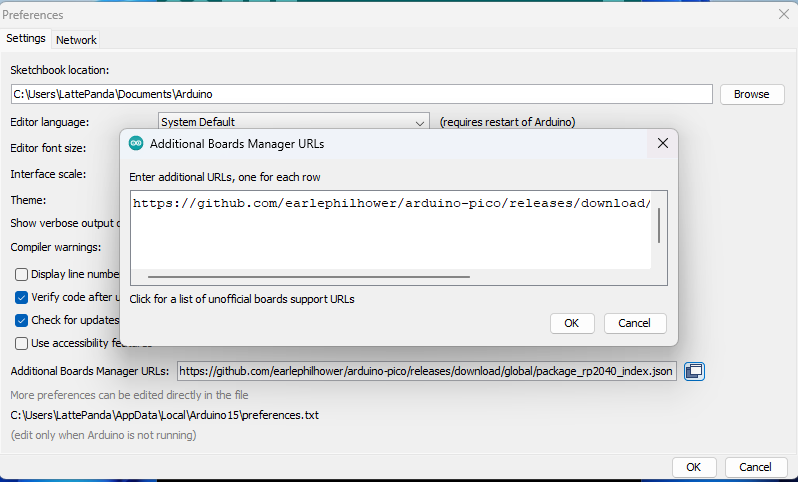 Preferences
Settings Network
Sketchbook location:
C:\Users\LattePanda\Documents\Arduino Browse
Editor language: System Default (requires restart of Arduino)
Editor font size:
Interface scale:
Theme:
Show verbose output
Compiler warnings:
Display line numbe
Verify code after u
Check for updates
Use accessibility features
Additional Boards Manager URLs
Enter additional URLs, one for each row
https://github.com/earlephilhower/arduino-pico/releases/download/
Click for a list of unofficial boards support URLs
OK Cancel
Additional Boards Manager URLs: https://github.com/earlephilhower/arduino-pico/releases/download/global/package_rp2040_index.json
More preferences can be edited directly in the file
C:\Users\LattePanda\AppData\Local\Arduino15\preferences.txt
(edit only when Arduino is not running)
OK Cancel